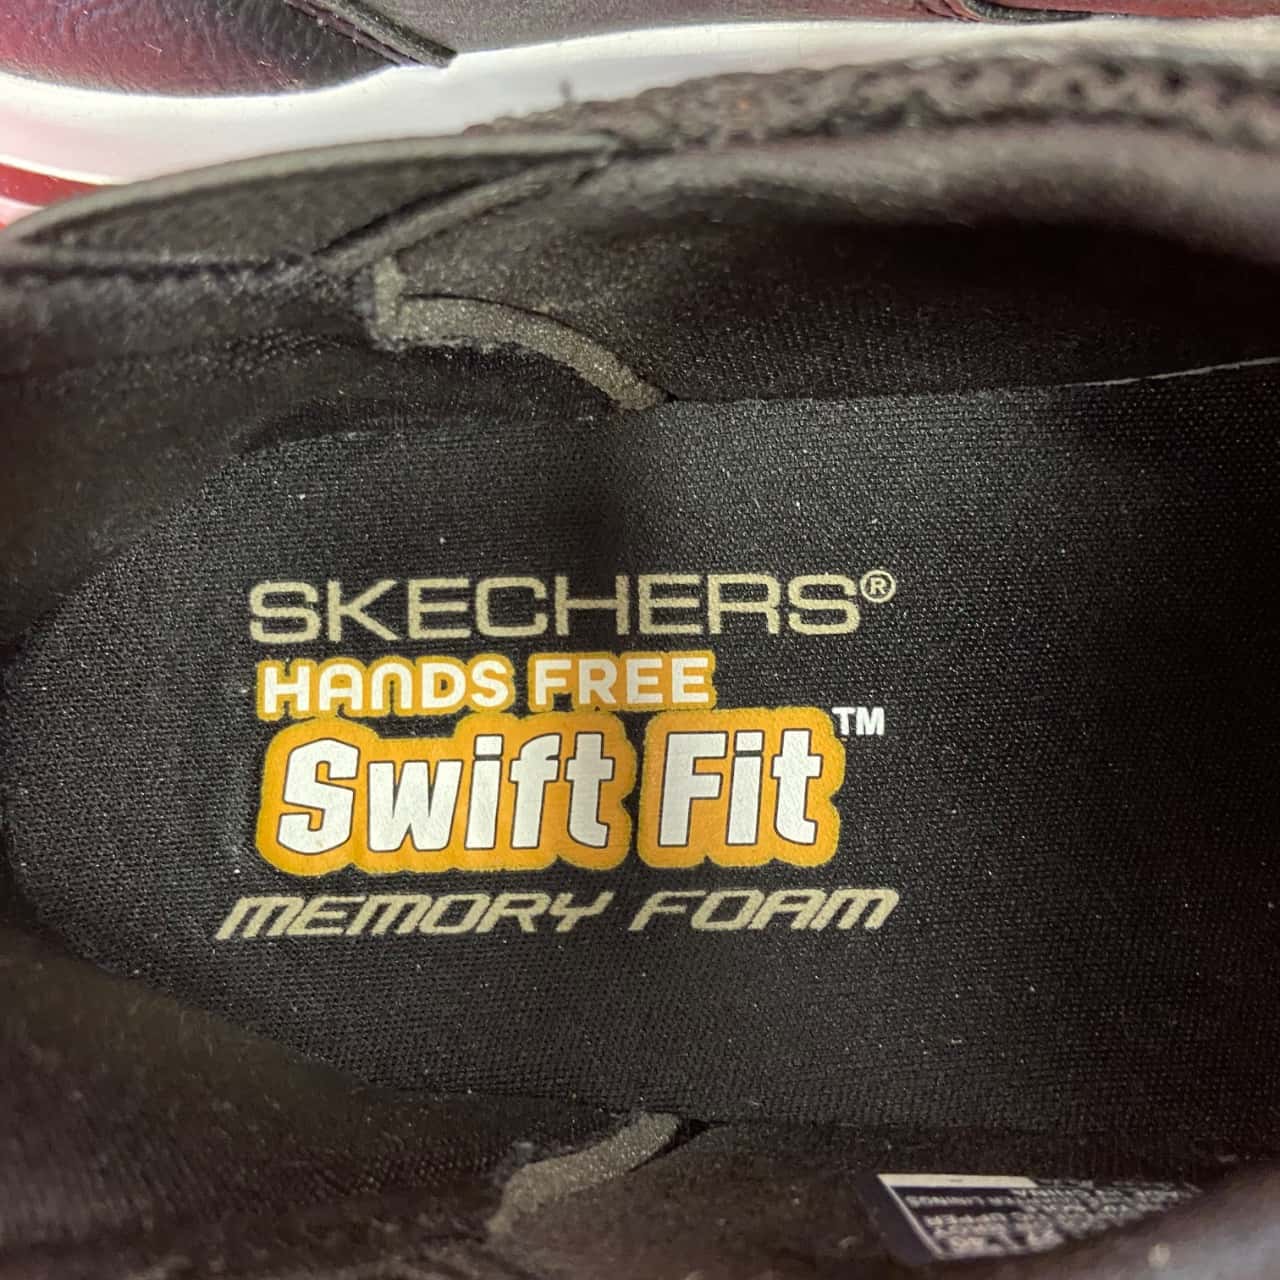 SKECHERS®
HANDS FREE
Swift Fit™
MEMORY FOAM